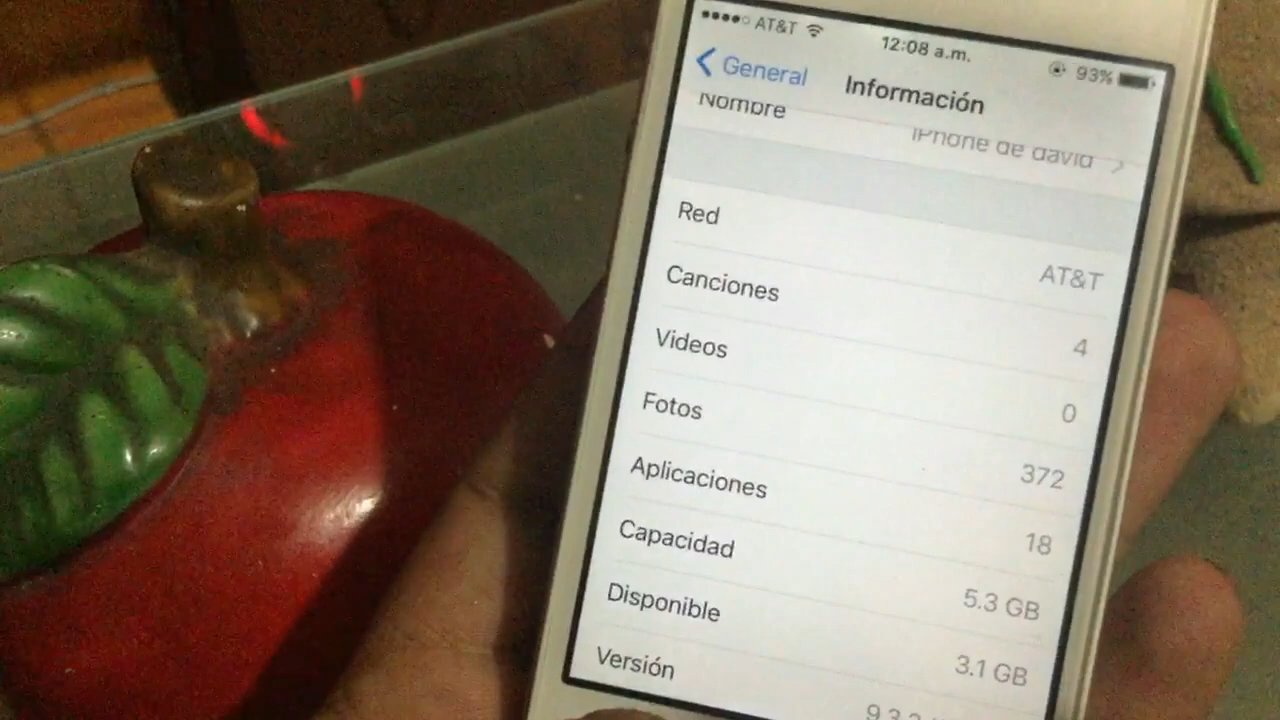 AT&T 12:08 a.m. 93%
General Información
Nombre iPhone de david
Red AT&T
Canciones 4
Videos 0
Fotos 372
Aplicaciones 18
Capacidad 5.3 GB
Disponible 3.1 GB
Versión